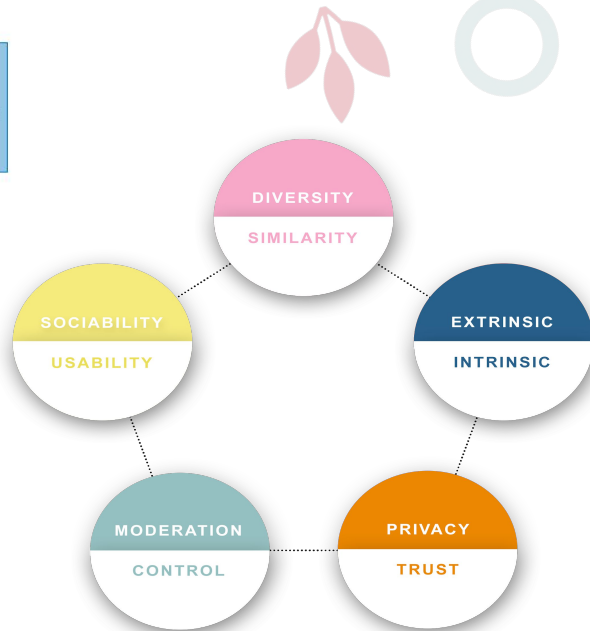 DIVERSITY
SIMILARITY
SOCIABILITY
USABILITY
EXTRINSIC
INTRINSIC
MODERATION
CONTROL
PRIVACY
TRUST